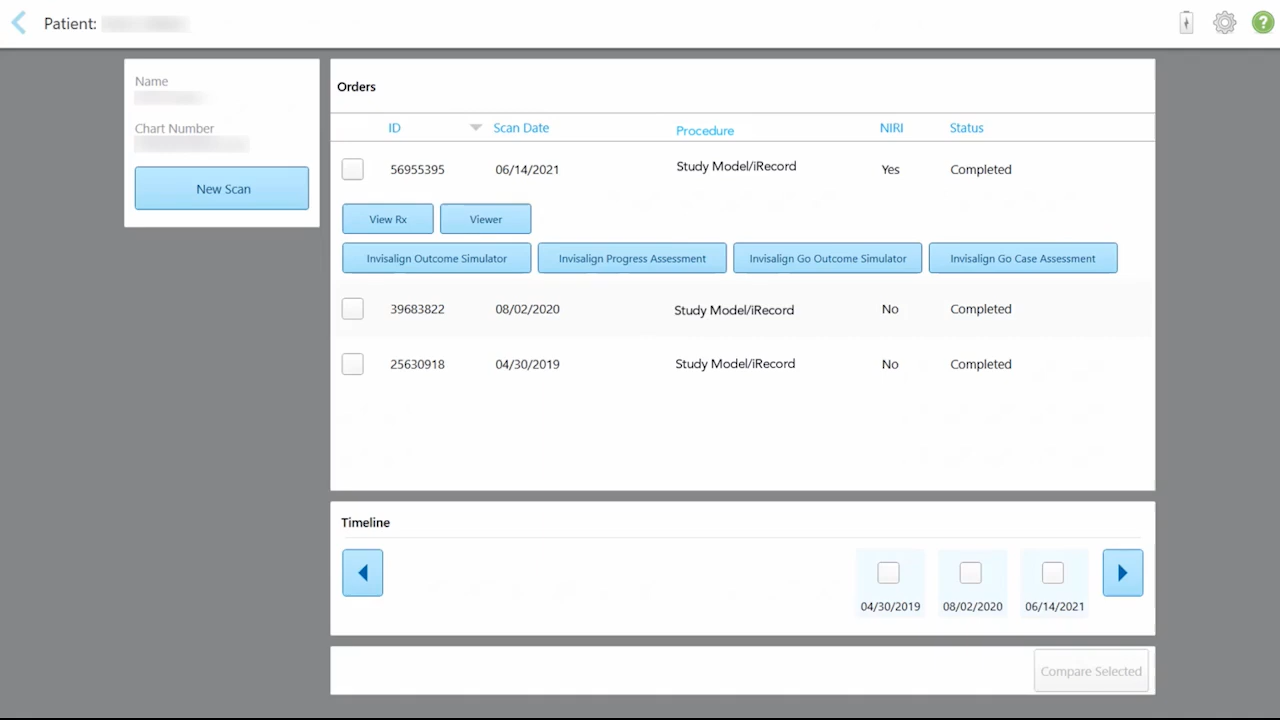 Patient:
?
Name
Chart Number
New Scan
Orders
ID Scan Date Procedure NIRI Status
56955395 06/14/2021 Study Model/iRecord Yes Completed
View Rx Viewer
Invisalign Outcome Simulator Invisalign Progress Assessment Invisalign Go Outcome Simulator Invisalign Go Case Assessment
39683822 08/02/2020 Study Model/iRecord No Completed
25630918 04/30/2019 Study Model/iRecord No Completed
Timeline
04/30/2019 08/02/2020 06/14/2021
Compare Selected